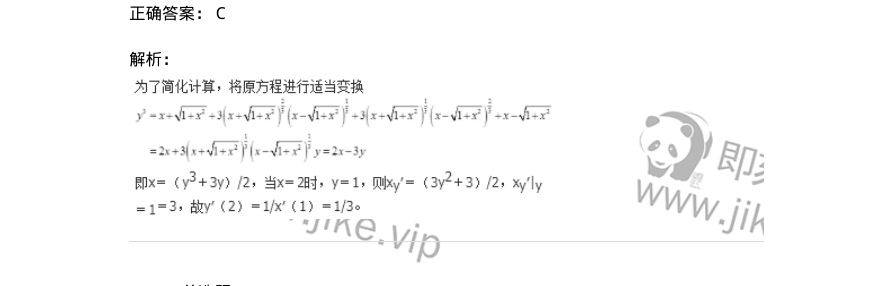 正确答案: C
解析:
为了简化计算，将原方程进行适当变换
y³ = x+√(1+x²) +3(x+√(1+x²))^(2/3) (x−√(1+x²))^(1/3) +3(x+√(1+x²))^(1/3) (x−√(1+x²))^(2/3) +x−√(1+x²)
=2x+3(x+√(1+x²))^(1/3) (x−√(1+x²))^(1/3) y=2x−3y
即x＝（y³＋3y）/2，当x＝2时，y＝1，则xy′＝（3y²＋3）/2，xy′|y
＝1＝3，故y′（2）＝1/x′（1）＝1/3。
www.jike.vip